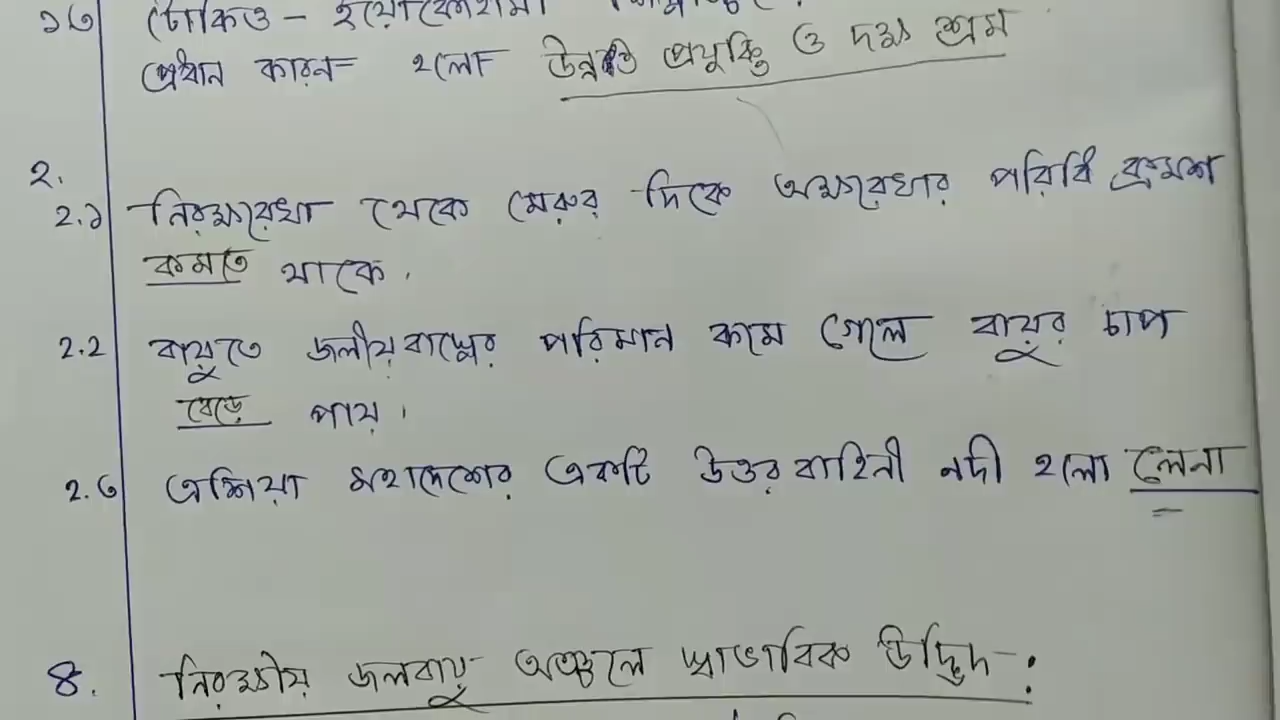 ১.৩ টোকিও - ইয়োকোহামা
প্রধান কারন হলো উন্নত প্রযুক্তি ও দক্ষ শ্রম
২.
২.১ নিরক্ষরেখা থেকে মেরুর দিকে অক্ষরেখার পরিধি ক্রমশ
কমতে থাকে.
২.২ বায়ুতে জলীয়বাষ্পের পরিমান কমে গেলে বায়ুর চাপ
বেড়ে পায়.
২.৩ এশিয়া মহাদেশের একটি উত্তরবাহিনী নদী হলো লেনা
৪. নিরক্ষীয় জলবায়ু অঞ্চলে স্বাভাবিক উদ্ভিদ-: